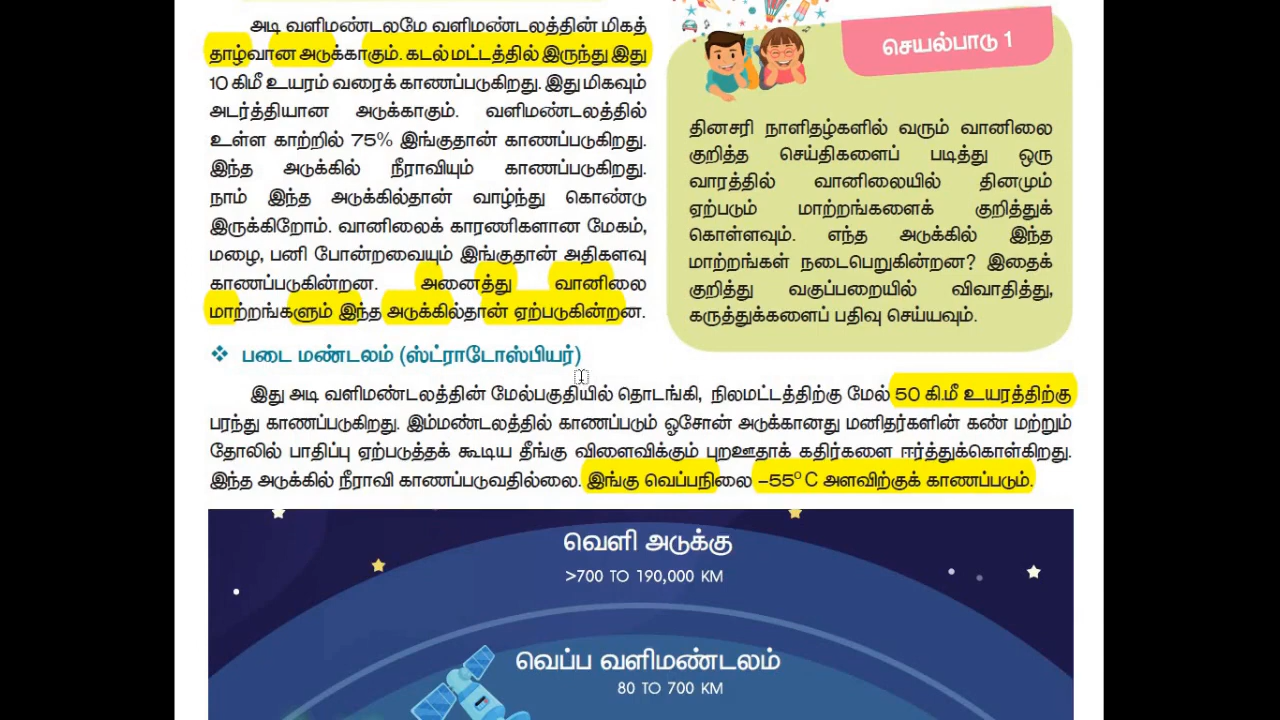 அடி வளிமண்டலமே வளிமண்டலத்தின் மிகத்
தாழ்வான அடுக்காகும். கடல் மட்டத்தில் இருந்து இது
10 கிமீ உயரம் வரைக் காணப்படுகிறது. இது மிகவும்
அடர்த்தியான அடுக்காகும். வளிமண்டலத்தில்
உள்ள காற்றில் 75% இங்குதான் காணப்படுகிறது.
இந்த அடுக்கில் நீராவியும் காணப்படுகிறது.
நாம் இந்த அடுக்கில்தான் வாழ்ந்து கொண்டு
இருக்கிறோம். வானிலைக் காரணிகளான மேகம்,
மழை, பனி போன்றவையும் இங்குதான் அதிகளவு
காணப்படுகின்றன. அனைத்து வானிலை
மாற்றங்களும் இந்த அடுக்கில்தான் ஏற்படுகின்றன.
செயல்பாடு 1
தினசரி நாளிதழ்களில் வரும் வானிலை
குறித்த செய்திகளைப் படித்து ஒரு
வாரத்தில் வானிலையில் தினமும்
ஏற்படும் மாற்றங்களைக் குறித்துக்
கொள்ளவும். எந்த அடுக்கில் இந்த
மாற்றங்கள் நடைபெறுகின்றன? இதைக்
குறித்து வகுப்பறையில் விவாதித்து,
கருத்துக்களைப் பதிவு செய்யவும்.
❖ படை மண்டலம் (ஸ்ட்ராடோஸ்பியர்)
இது அடி வளிமண்டலத்தின் மேல்பகுதியில் தொடங்கி, நிலமட்டத்திற்கு மேல் 50 கி.மீ உயரத்திற்கு
பரந்து காணப்படுகிறது. இம்மண்டலத்தில் காணப்படும் ஓசோன் அடுக்கானது மனிதர்களின் கண் மற்றும்
தோலில் பாதிப்பு ஏற்படுத்தக் கூடிய தீங்கு விளைவிக்கும் புறஊதாக் கதிர்களை ஈர்த்துக்கொள்கிறது.
இந்த அடுக்கில் நீராவி காணப்படுவதில்லை. இங்கு வெப்பநிலை –55⁰ C அளவிற்குக் காணப்படும்.
வெளி அடுக்கு
>700 TO 190,000 KM
வெப்ப வளிமண்டலம்
80 TO 700 KM